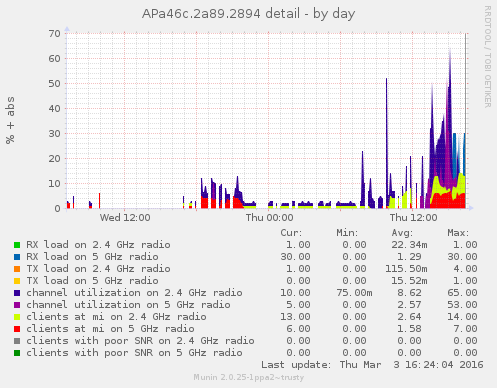 APa46c.2a89.2894 detail - by day
RRDTOOL / TOBI OETIKER
% + abs
70
60
50
40
30
20
10
0
Wed 12:00 Thu 00:00 Thu 12:00
Cur: Min: Avg: Max:
RX load on 2.4 GHz radio 1.00 0.00 22.34m 1.00
RX load on 5 GHz radio 30.00 0.00 1.29 30.00
TX load on 2.4 GHz radio 1.00 0.00 115.50m 4.00
TX load on 5 GHz radio 0.00 0.00 15.52m 1.00
channel utilization on 2.4 GHz radio 10.00 75.00m 8.62 65.00
channel utilization on 5 GHz radio 5.00 0.00 2.57 53.00
clients at mi on 2.4 GHz radio 13.00 0.00 2.64 14.00
clients at mi on 5 GHz radio 6.00 0.00 1.58 7.00
clients with poor SNR on 2.4 GHz radio 0.00 0.00 0.00 0.00
clients with poor SNR on 5 GHz radio 0.00 0.00 0.00 0.00
Last update: Thu Mar 3 16:24:04 2016
Munin 2.0.25-1ppa2~trusty